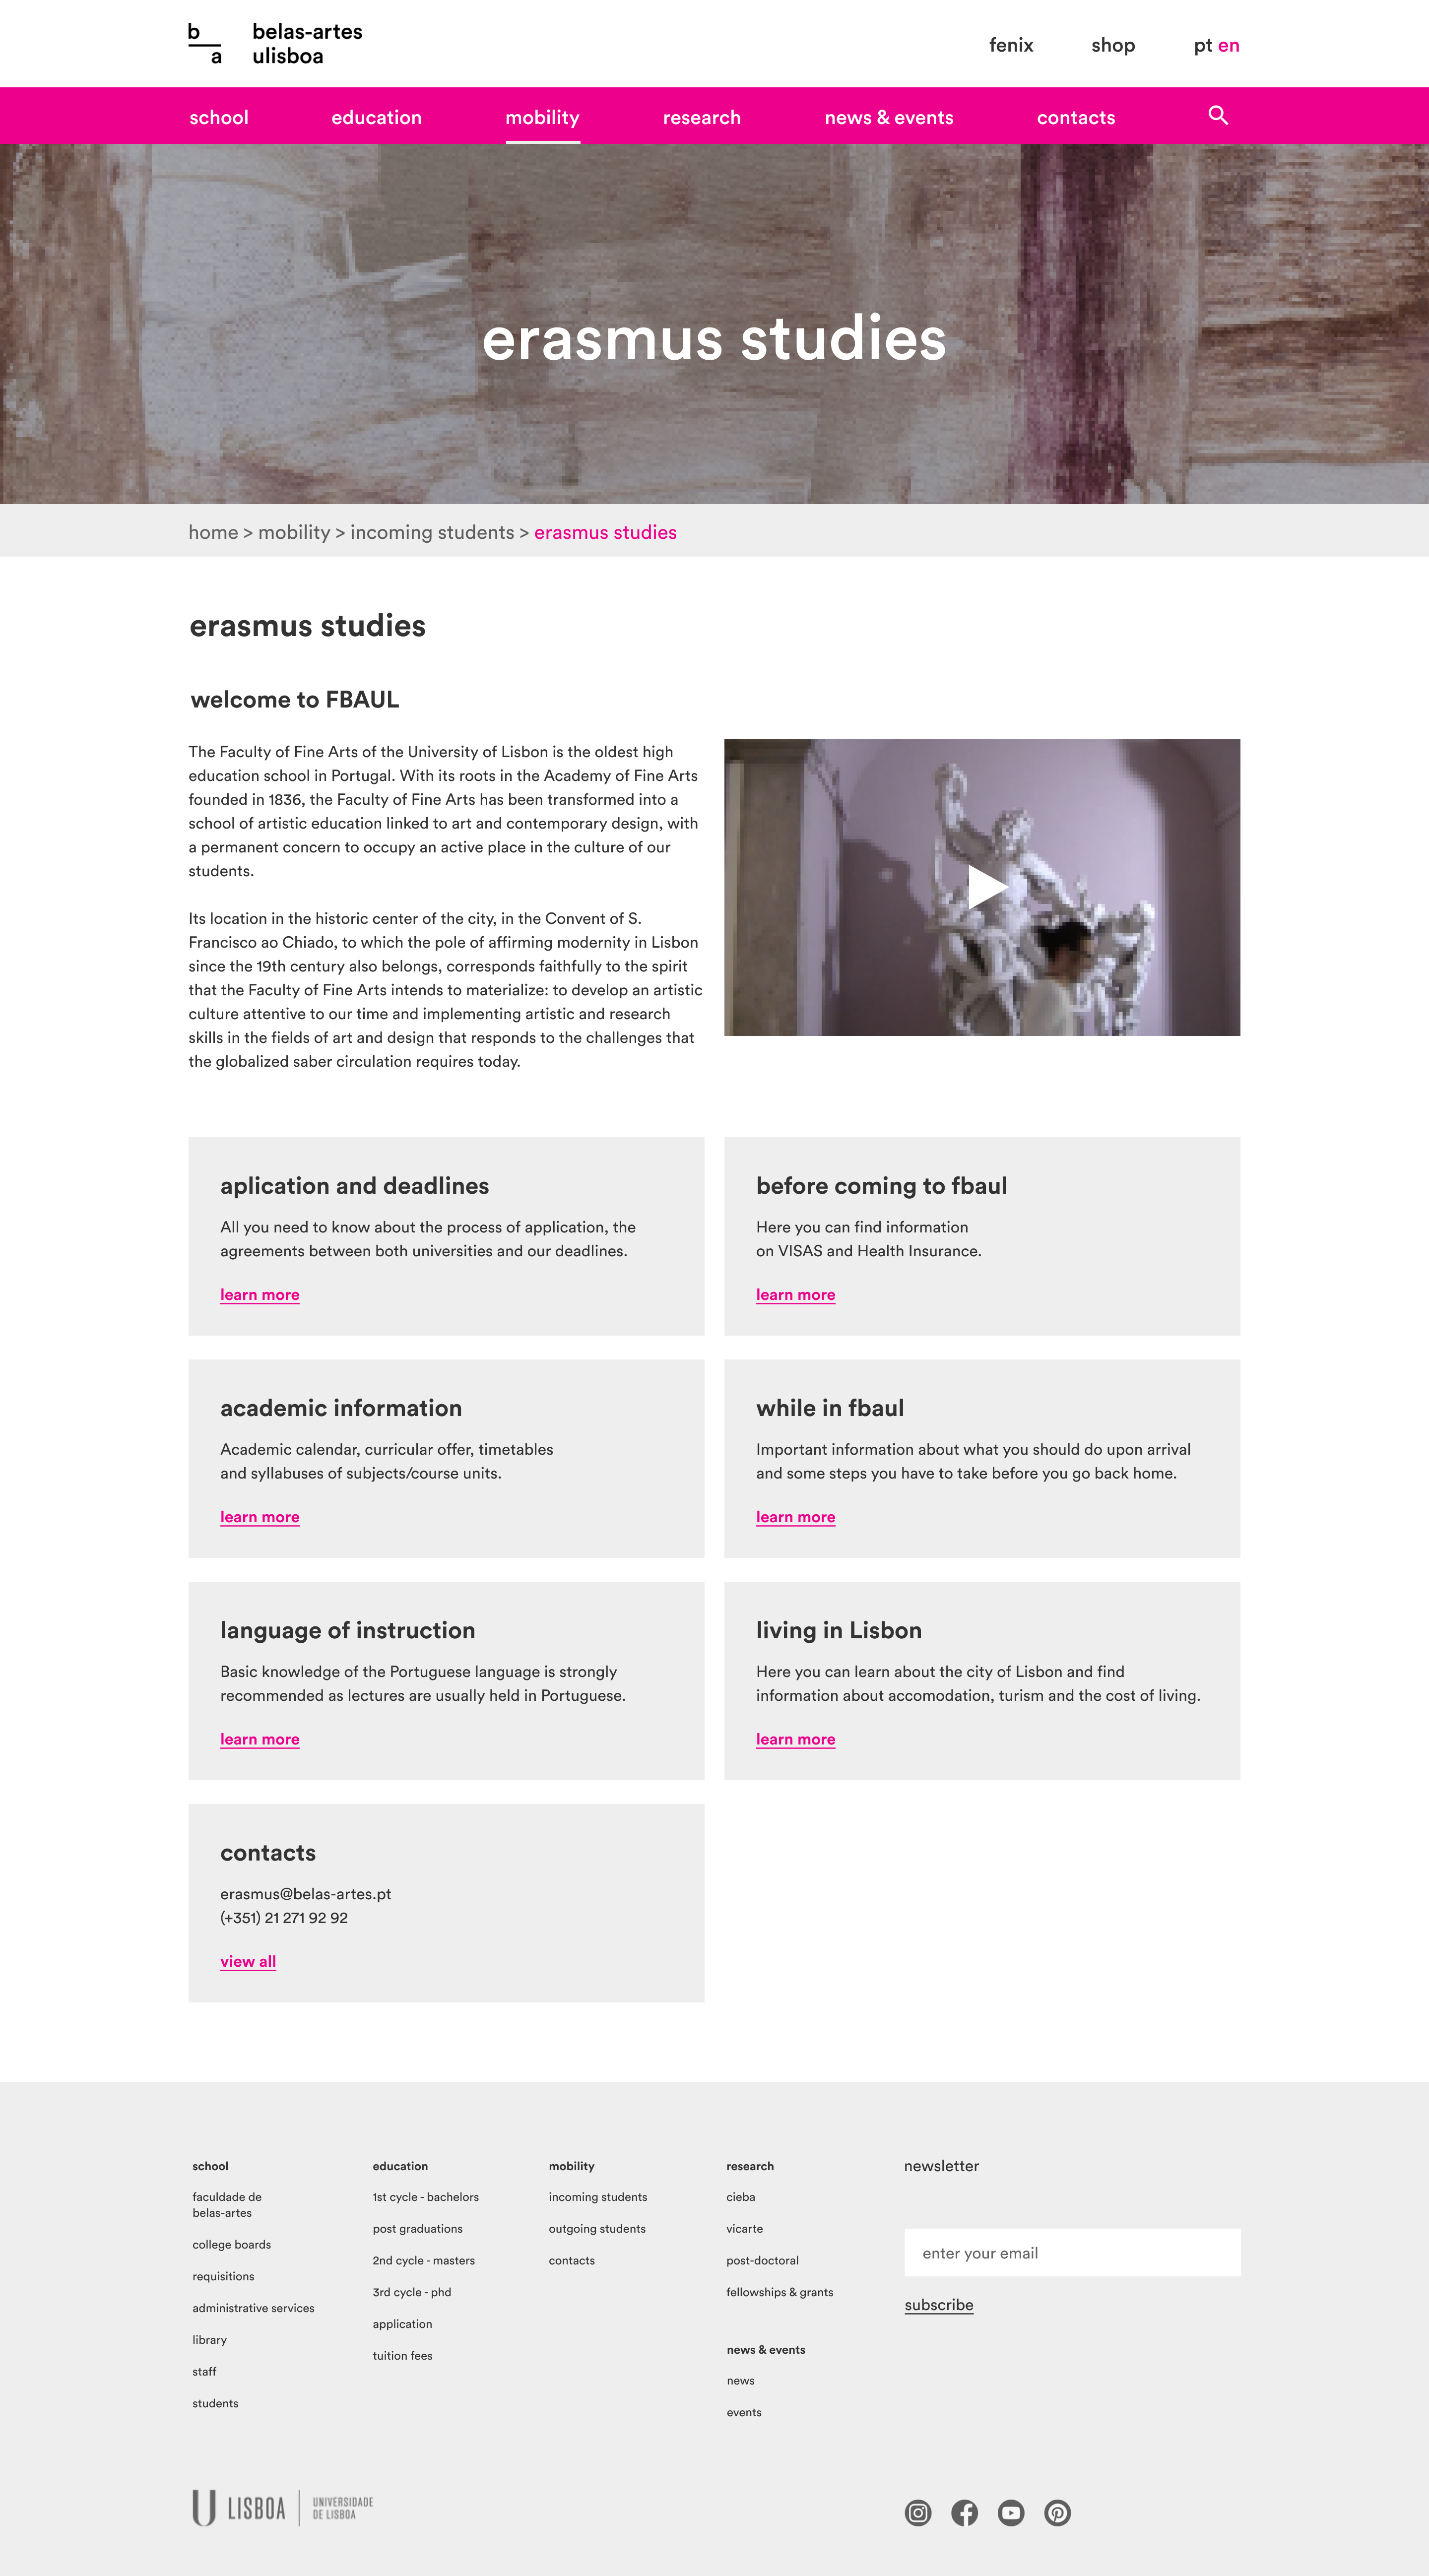 b
a
belas-artes
ulisboa
fenix
shop
pt en
school
education
mobility
research
news & events
contacts
erasmus studies
home > mobility > incoming students > erasmus studies
erasmus studies
welcome to FBAUL
The Faculty of Fine Arts of the University of Lisbon is the oldest high
education school in Portugal. With its roots in the Academy of Fine Arts
founded in 1836, the Faculty of Fine Arts has been transformed into a
school of artistic education linked to art and contemporary design, with
a permanent concern to occupy an active place in the culture of our
students.
Its location in the historic center of the city, in the Convent of S.
Francisco ao Chiado, to which the pole of affirming modernity in Lisbon
since the 19th century also belongs, corresponds faithfully to the spirit
that the Faculty of Fine Arts intends to materialize: to develop an artistic
culture attentive to our time and implementing artistic and research
skills in the fields of art and design that responds to the challenges that
the globalized saber circulation requires today.
aplication and deadlines
All you need to know about the process of application, the
agreements between both universities and our deadlines.
learn more
before coming to fbaul
Here you can find information
on VISAS and Health Insurance.
learn more
academic information
Academic calendar, curricular offer, timetables
and syllabuses of subjects/course units.
learn more
while in fbaul
Important information about what you should do upon arrival
and some steps you have to take before you go back home.
learn more
language of instruction
Basic knowledge of the Portuguese language is strongly
recommended as lectures are usually held in Portuguese.
learn more
living in Lisbon
Here you can learn about the city of Lisbon and find
information about accomodation, turism and the cost of living.
learn more
contacts
erasmus@belas-artes.pt
(+351) 21 271 92 92
view all
school
faculdade de
belas-artes
college boards
requisitions
administrative services
library
staff
students
education
1st cycle - bachelors
post graduations
2nd cycle - masters
3rd cycle - phd
application
tuition fees
mobility
incoming students
outgoing students
contacts
research
cieba
vicarte
post-doctoral
fellowships & grants
news & events
news
events
newsletter
enter your email
subscribe
U LISBOA
UNIVERSIDADE
DE LISBOA